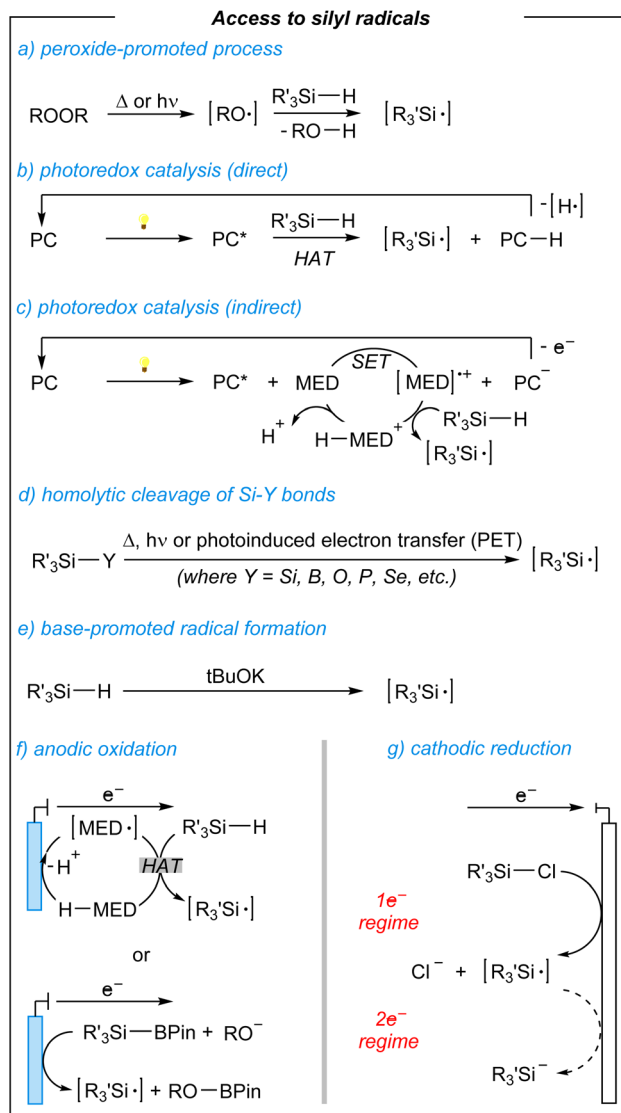 Access to silyl radicals
a) peroxide-promoted process
ROOR Δ or hν [RO·] R'₃Si—H - RO—H [R₃'Si·]
b) photoredox catalysis (direct)
- [H·]
PC PC* R'₃Si—H HAT [R₃'Si·] + PC—H
c) photoredox catalysis (indirect)
- e⁻
SET
PC PC* + MED [MED]•+ + PC⁻
R'₃Si—H
H⁺ H—MED⁺ [R₃'Si·]
d) homolytic cleavage of Si-Y bonds
Δ, hν or photoinduced electron transfer (PET)
R'₃Si—Y [R₃'Si·]
(where Y = Si, B, O, P, Se, etc.)
e) base-promoted radical formation
tBuOK
R'₃Si—H [R₃'Si·]
f) anodic oxidation
e⁻
[MED·] R'₃Si—H
-H⁺ HAT
H—MED [R₃'Si·]
or
e⁻
R'₃Si—BPin + RO⁻
[R₃'Si·] + RO—BPin
g) cathodic reduction
e⁻
R'₃Si—Cl
1e⁻
regime
Cl⁻ + [R₃'Si·]
2e⁻
regime
R₃'Si⁻